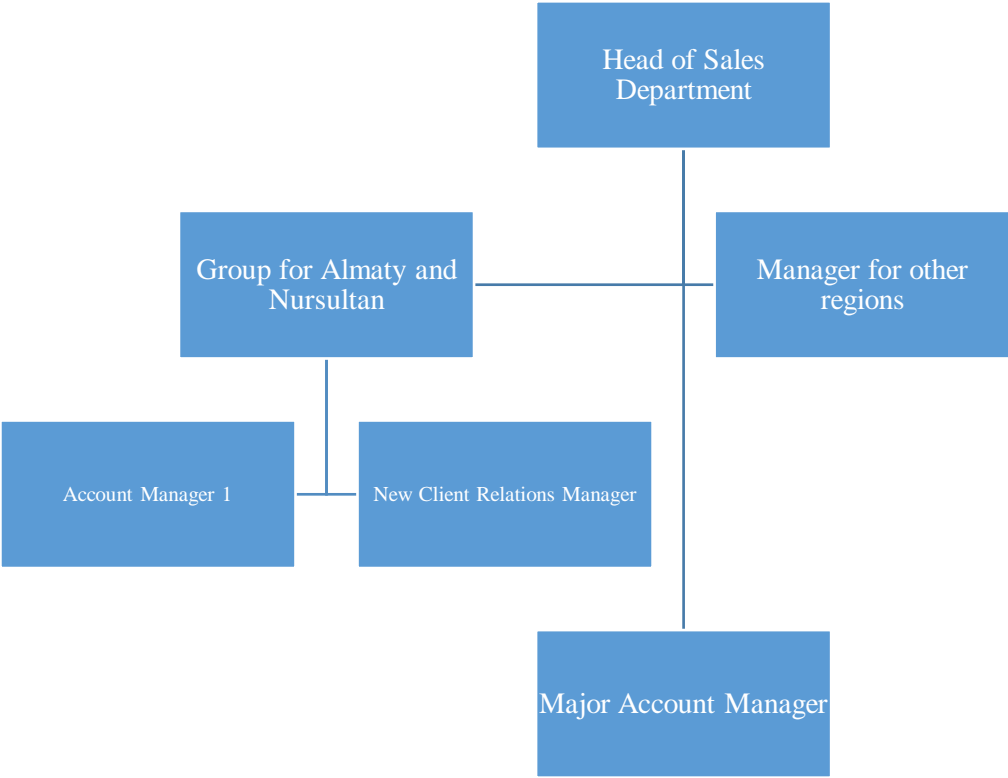 Head of Sales
Department
Group for Almaty and
Nursultan
Manager for other
regions
Account Manager 1
New Client Relations Manager
Major Account Manager